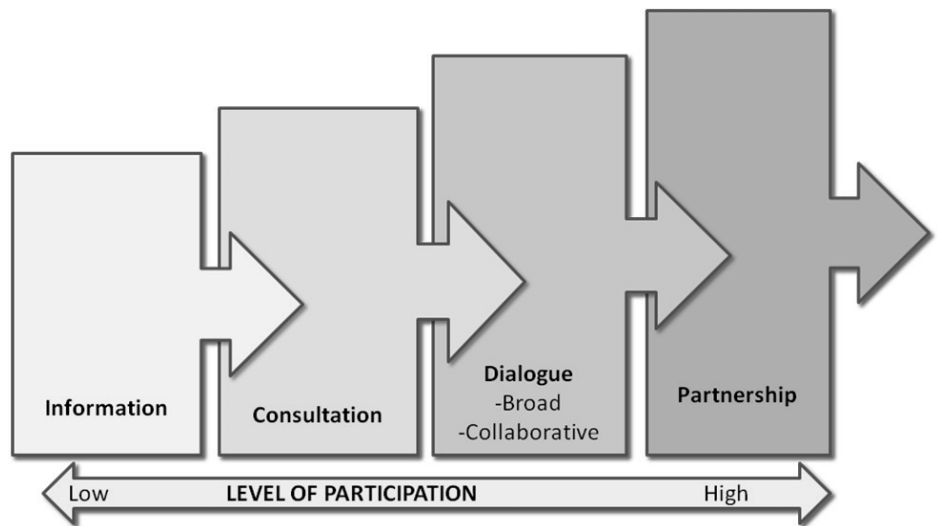 Information
Consultation
Dialogue
-Broad
-Collaborative
Partnership
Low LEVEL OF PARTICIPATION High